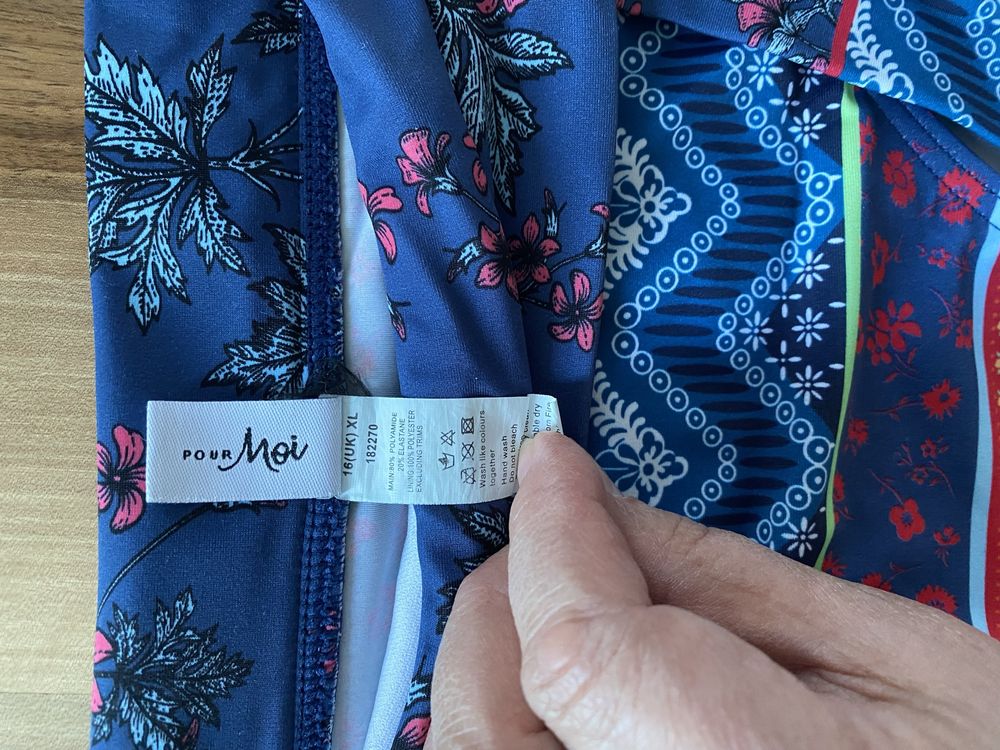 POUR Moi
16(UK) XL
182270
MAIN:80% POLYAMIDE
20% ELASTANE
LINING:100% POLYESTER
EXCLUDING TRIMS
Wash like colours
together
Hand wash
Do not bleach
dry